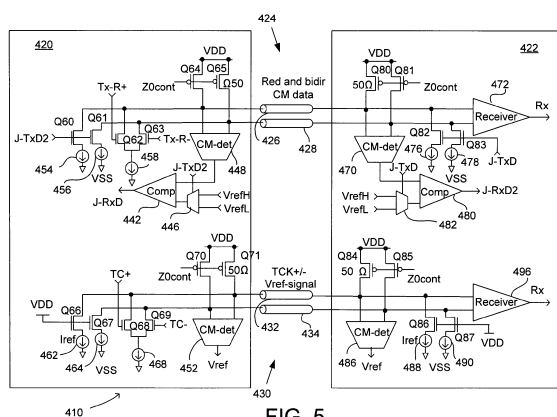 420
424
422
VDD
Q64 Q65
Tx-R+
Z0cont
Ω50
Red and bidir
CM data
VDD
Q80 Q81
50Ω
Z0cont
472
Receiver
Rx
Q60
Q61
Q63
Q62
Tx-R-
J-TxD2
CM-det
448
426
428
CM-det
470
Q82
Q83
476
478
J-TxD
VSS
454
456
VSS
458
J-TxD2
J-RxD
Comp
442
446
VrefH
VrefL
J-TxD
VrefH
VrefL
482
Comp
480
J-RxD2
VDD
Q70
Q71
50Ω
Z0cont
TC+
TCK+/-
Vref-signal
VDD
Q84
Q85
50 Ω
Z0cont
496
Receiver
Rx
VDD
Q66
Q67
Q69
Q68
TC-
Iref
462
464
VSS
468
CM-det
452
Vref
432
434
CM-det
486
Vref
Q86
Q87
Iref
488
490
VSS
VDD
410
430
FIG. 5